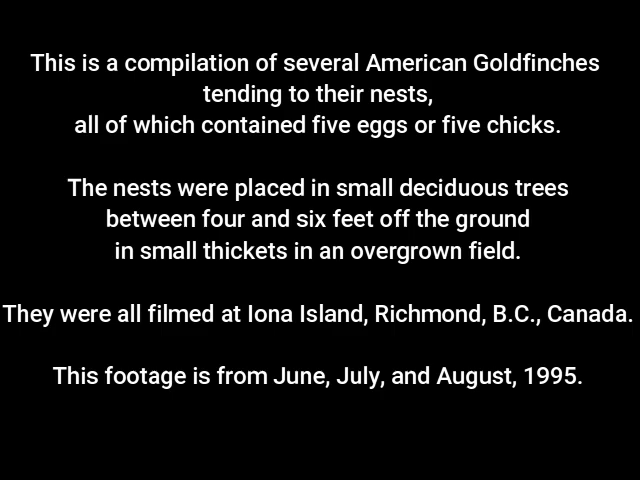 This is a compilation of several American Goldfinches
tending to their nests,
all of which contained five eggs or five chicks.
The nests were placed in small deciduous trees
between four and six feet off the ground
in small thickets in an overgrown field.
They were all filmed at Iona Island, Richmond, B.C., Canada.
This footage is from June, July, and August, 1995.